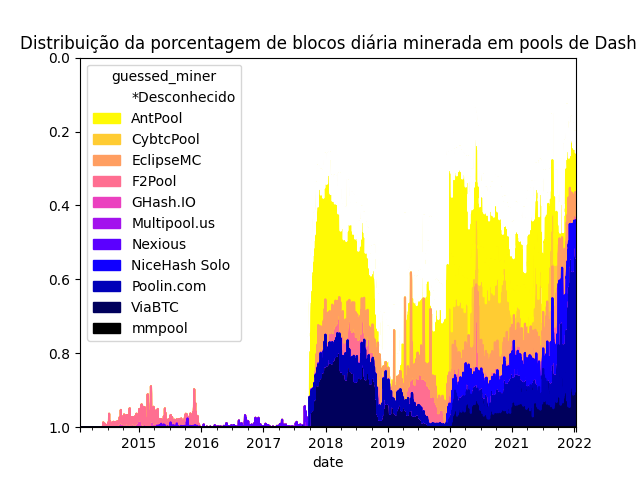 Distribuição da porcentagem de blocos diária minerada em pools de Dash
0.0
0.2
0.4
0.6
0.8
1.0
guessed_miner
*Desconhecido
AntPool
CybtcPool
EclipseMC
F2Pool
GHash.IO
Multipool.us
Nexious
NiceHash Solo
Poolin.com
ViaBTC
mmpool
2015 2016 2017 2018 2019 2020 2021 2022
date